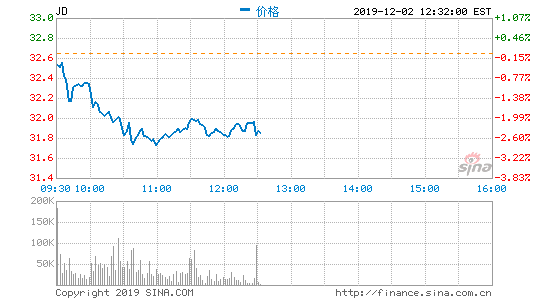 JD 价格 2019-12-02 12:32:00 EST
33.0 1.07%
32.8 0.46%
32.6 -0.15%
32.4 -0.77%
32.2 -1.38%
32.0 -1.99%
31.8 -2.60%
31.6 -3.22%
31.4 -3.83%
sina
09:30 10:00 11:00 12:00 13:00 14:00 15:00 16:00
200K
150K
100K
50K
Copyright 2019 SINA.COM http://finance.sina.com.cn